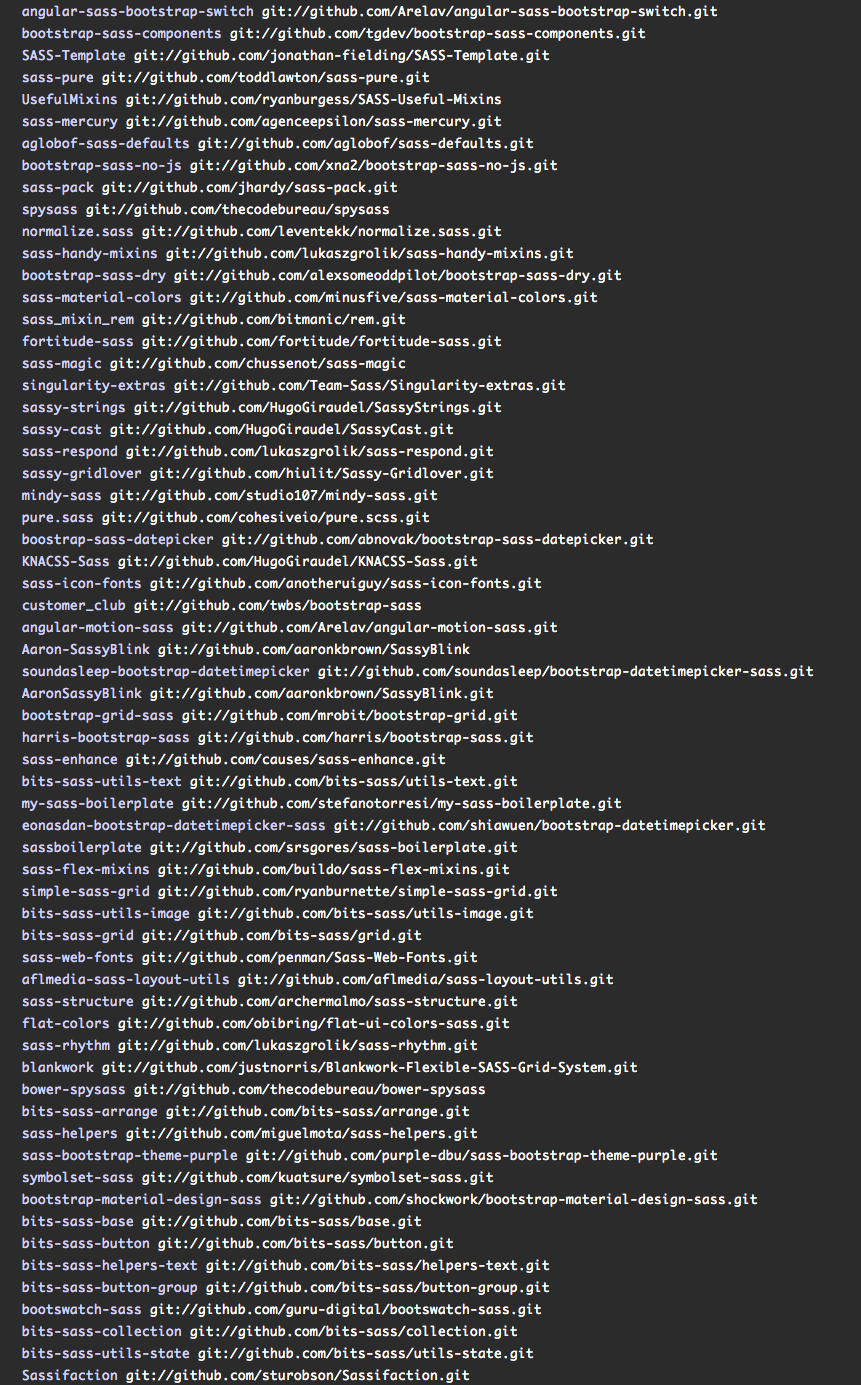 angular-sass-bootstrap-switch git://github.com/Arelav/angular-sass-bootstrap-switch.git
bootstrap-sass-components git://github.com/tgdev/bootstrap-sass-components.git
SASS-Template git://github.com/jonathan-fielding/SASS-Template.git
sass-pure git://github.com/toddlawton/sass-pure.git
UsefulMixins git://github.com/ryanburgess/SASS-Useful-Mixins
sass-mercury git://github.com/agenceepsilon/sass-mercury.git
aglobof-sass-defaults git://github.com/aglobof/sass-defaults.git
bootstrap-sass-no-js git://github.com/xna2/bootstrap-sass-no-js.git
sass-pack git://github.com/jhardy/sass-pack.git
spysass git://github.com/thecodebureau/spysass
normalize.sass git://github.com/leventekk/normalize.sass.git
sass-handy-mixins git://github.com/lukaszgrolik/sass-handy-mixins.git
bootstrap-sass-dry git://github.com/alexsomeoddpilot/bootstrap-sass-dry.git
sass-material-colors git://github.com/minusfive/sass-material-colors.git
sass_mixin_rem git://github.com/bitmanic/rem.git
fortitude-sass git://github.com/fortitude/fortitude-sass.git
sass-magic git://github.com/chussenot/sass-magic
singularity-extras git://github.com/Team-Sass/Singularity-extras.git
sassy-strings git://github.com/HugoGiraudel/SassyStrings.git
sassy-cast git://github.com/HugoGiraudel/SassyCast.git
sass-respond git://github.com/lukaszgrolik/sass-respond.git
sassy-gridlover git://github.com/hiulit/Sassy-Gridlover.git
mindy-sass git://github.com/studio107/mindy-sass.git
pure.sass git://github.com/cohesiveio/pure.scss.git
boostrap-sass-datepicker git://github.com/abnovak/bootstrap-sass-datepicker.git
KNACSS-Sass git://github.com/HugoGiraudel/KNACSS-Sass.git
sass-icon-fonts git://github.com/anotheruiguy/sass-icon-fonts.git
customer_club git://github.com/twbs/bootstrap-sass
angular-motion-sass git://github.com/Arelav/angular-motion-sass.git
Aaron-SassyBlink git://github.com/aaronkbrown/SassyBlink
soundasleep-bootstrap-datetimepicker git://github.com/soundasleep/bootstrap-datetimepicker-sass.git
AaronSassyBlink git://github.com/aaronkbrown/SassyBlink.git
bootstrap-grid-sass git://github.com/mrobit/bootstrap-grid.git
harris-bootstrap-sass git://github.com/harris/bootstrap-sass.git
sass-enhance git://github.com/causes/sass-enhance.git
bits-sass-utils-text git://github.com/bits-sass/utils-text.git
my-sass-boilerplate git://github.com/stefanotorresi/my-sass-boilerplate.git
eonasdan-bootstrap-datetimepicker-sass git://github.com/shiawuen/bootstrap-datetimepicker.git
sassboilerplate git://github.com/srsgores/sass-boilerplate.git
sass-flex-mixins git://github.com/buildo/sass-flex-mixins.git
simple-sass-grid git://github.com/ryanburnette/simple-sass-grid.git
bits-sass-utils-image git://github.com/bits-sass/utils-image.git
bits-sass-grid git://github.com/bits-sass/grid.git
sass-web-fonts git://github.com/penman/Sass-Web-Fonts.git
aflmedia-sass-layout-utils git://github.com/aflmedia/sass-layout-utils.git
sass-structure git://github.com/archermalmo/sass-structure.git
flat-colors git://github.com/obibring/flat-ui-colors-sass.git
sass-rhythm git://github.com/lukaszgrolik/sass-rhythm.git
blankwork git://github.com/justnorris/Blankwork-Flexible-SASS-Grid-System.git
bower-spysass git://github.com/thecodebureau/bower-spysass
bits-sass-arrange git://github.com/bits-sass/arrange.git
sass-helpers git://github.com/miguelmota/sass-helpers.git
sass-bootstrap-theme-purple git://github.com/purple-dbu/sass-bootstrap-theme-purple.git
symbolset-sass git://github.com/kuatsure/symbolset-sass.git
bootstrap-material-design-sass git://github.com/shockwork/bootstrap-material-design-sass.git
bits-sass-base git://github.com/bits-sass/base.git
bits-sass-button git://github.com/bits-sass/button.git
bits-sass-helpers-text git://github.com/bits-sass/helpers-text.git
bits-sass-button-group git://github.com/bits-sass/button-group.git
bootswatch-sass git://github.com/guru-digital/bootswatch-sass.git
bits-sass-collection git://github.com/bits-sass/collection.git
bits-sass-utils-state git://github.com/bits-sass/utils-state.git
Sassifaction git://github.com/sturobson/Sassifaction.git